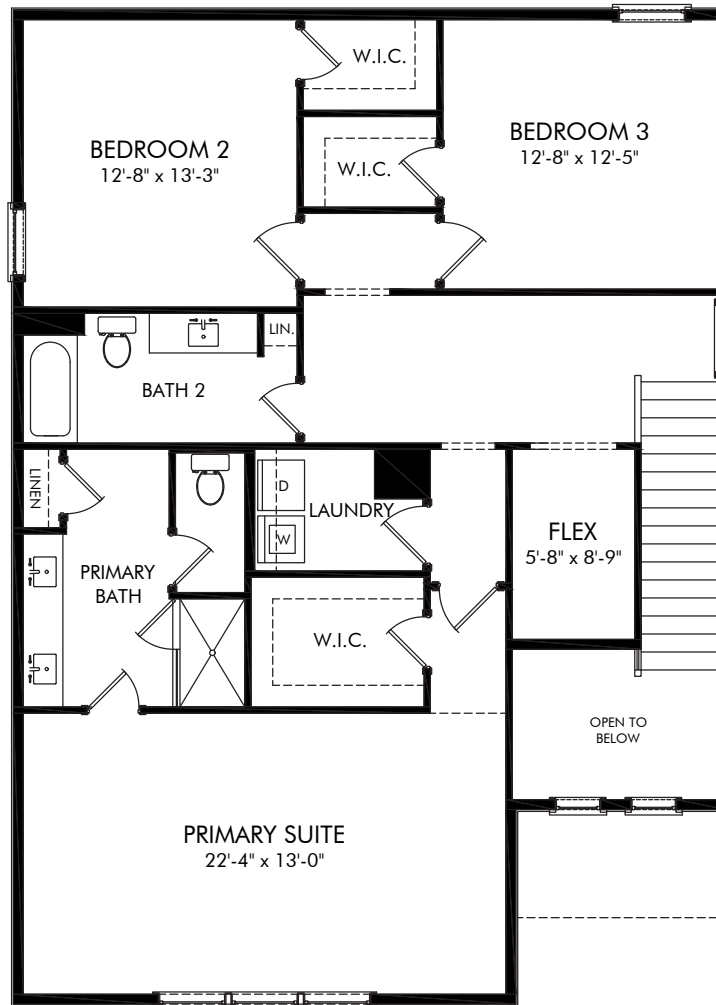 W.I.C.
BEDROOM 2
12'-8" x 13'-3"
BEDROOM 3
12'-8" x 12'-5"
W.I.C.
LIN.
BATH 2
LINEN
D
LAUNDRY
W
FLEX
5'-8" x 8'-9"
PRIMARY
BATH
W.I.C.
OPEN TO
BELOW
PRIMARY SUITE
22'-4" x 13'-0"